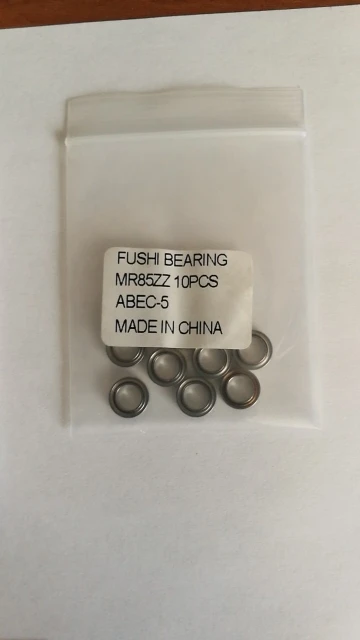 FUSHI BEARING
MR85ZZ 10PCS
ABEC-5
MADE IN CHINA